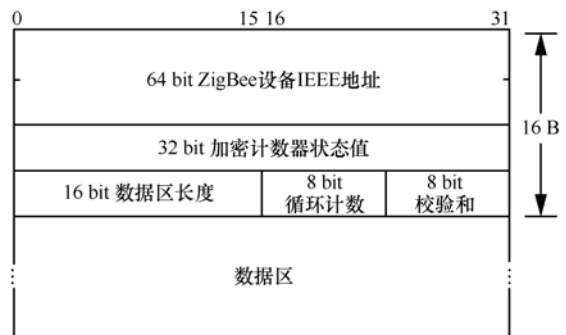 0 15 16 31
64 bit ZigBee设备IEEE地址
16 B
32 bit 加密计数器状态值
16 bit 数据区长度
8 bit
循环计数
8 bit
校验和
数据区